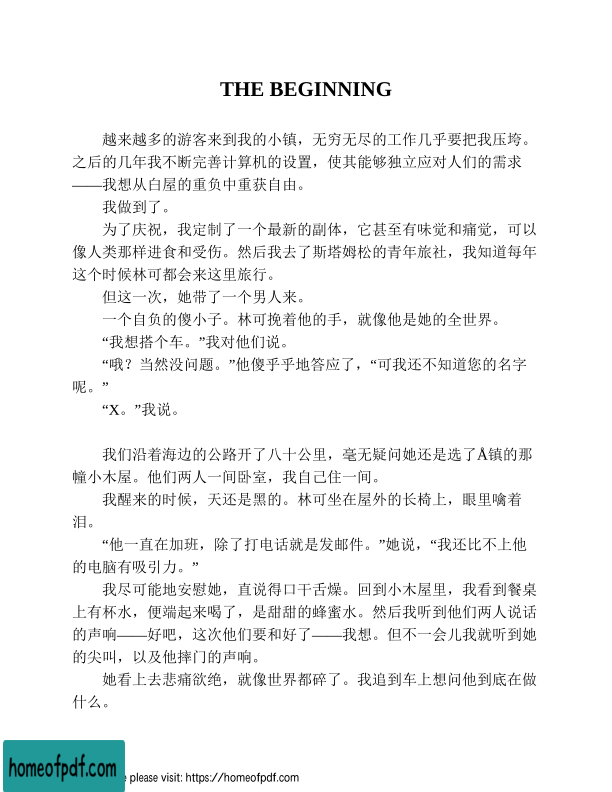 THE BEGINNING
越来越多的游客来到我的小镇，无穷无尽的工作几乎要把我压垮。
之后的几年我不断完善计算机的设置，使其能够独立应对人们的需求
——我想从白屋的重负中重获自由。
我做到了。
为了庆祝，我定制了一个最新的副体，它甚至有味觉和痛觉，可以
像人类那样进食和受伤。然后我去了斯塔姆松的青年旅社，我知道每年
这个时候林可都会来这里旅行。
但这一次，她带了一个男人来。
一个自负的傻小子。林可挽着他的手，就像他是她的全世界。
“我想搭个车。”我对他们说。
“哦？当然没问题。”他傻乎乎地答应了，“可我还不知道您的名字
呢。”
“X。”我说。
我们沿着海边的公路开了八十公里，毫无疑问她还是选了Å镇的那
幢小木屋。他们两人一间卧室，我自己住一间。
我醒来的时候，天还是黑的。林可坐在屋外的长椅上，眼里噙着
泪。
“他一直在加班，除了打电话就是发邮件。”她说，“我还比不上他
的电脑有吸引力。”
我尽可能地安慰她，直说得口干舌燥。回到小木屋里，我看到餐桌
上有杯水，便端起来喝了，是甜甜的蜂蜜水。然后我听到他们两人说话
的声响——好吧，这次他们要和好了——我想。但不一会儿我就听到她
的尖叫，以及他摔门的声响。
她看上去悲痛欲绝，就像世界都碎了。我追到车上想问他到底在做
什么。
homeofpdf.com
e please visit: https://homeofpdf.com